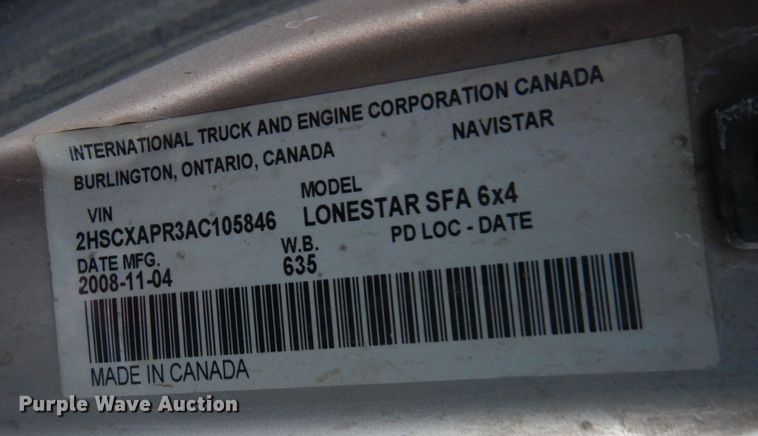 INTERNATIONAL TRUCK AND ENGINE CORPORATION CANADA
BURLINGTON, ONTARIO, CANADA NAVISTAR
VIN MODEL
2HSCXAPR3AC105846 LONESTAR SFA 6x4
DATE MFG. W.B. PD LOC - DATE
2008-11-04 635
MADE IN CANADA
Purple Wave Auction